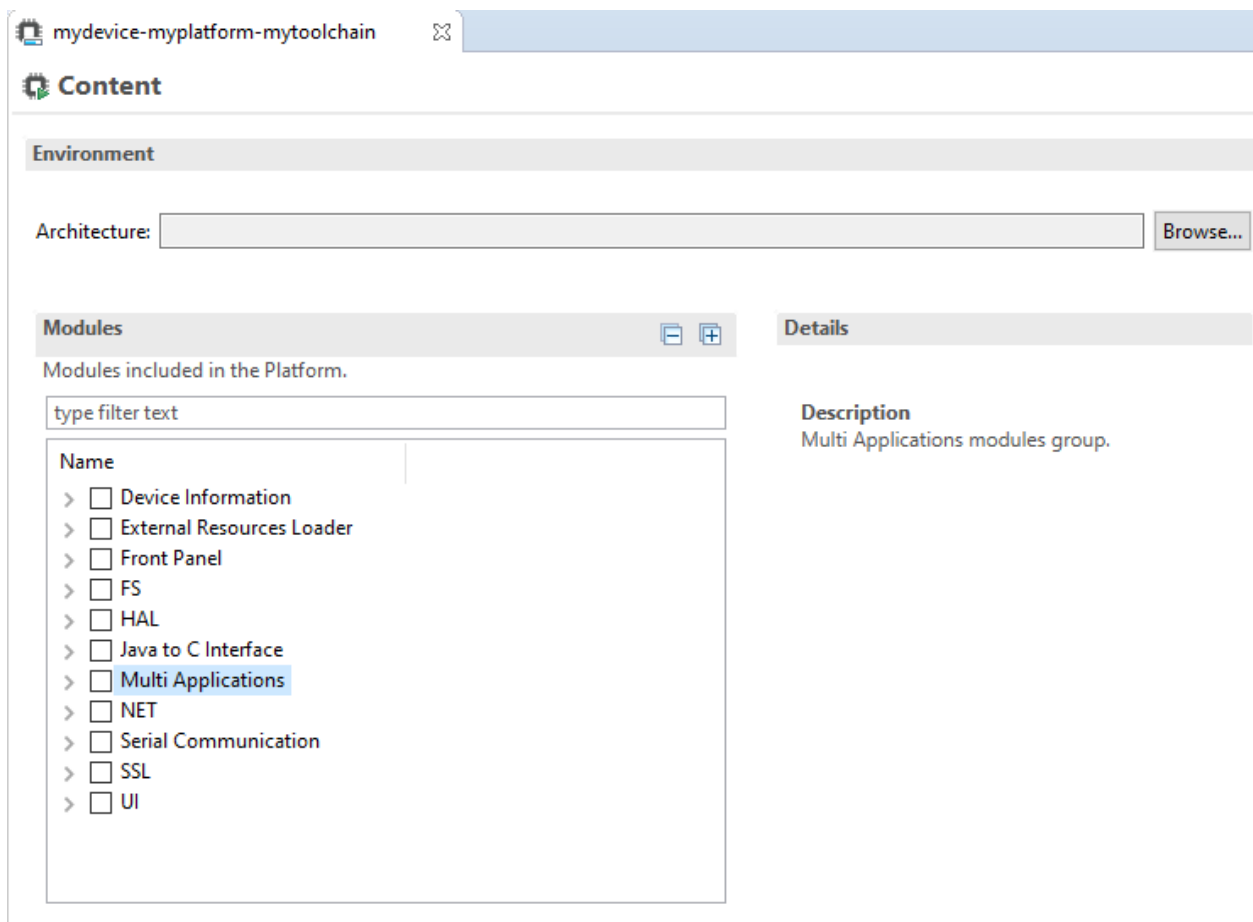 mydevice-myplatform-mytoolchain
Content
Environment
Architecture:
Browse...
Modules
Modules included in the Platform.
type filter text
Name
Device Information
External Resources Loader
Front Panel
FS
HAL
Java to C Interface
Multi Applications
NET
Serial Communication
SSL
UI
Details
Description
Multi Applications modules group.